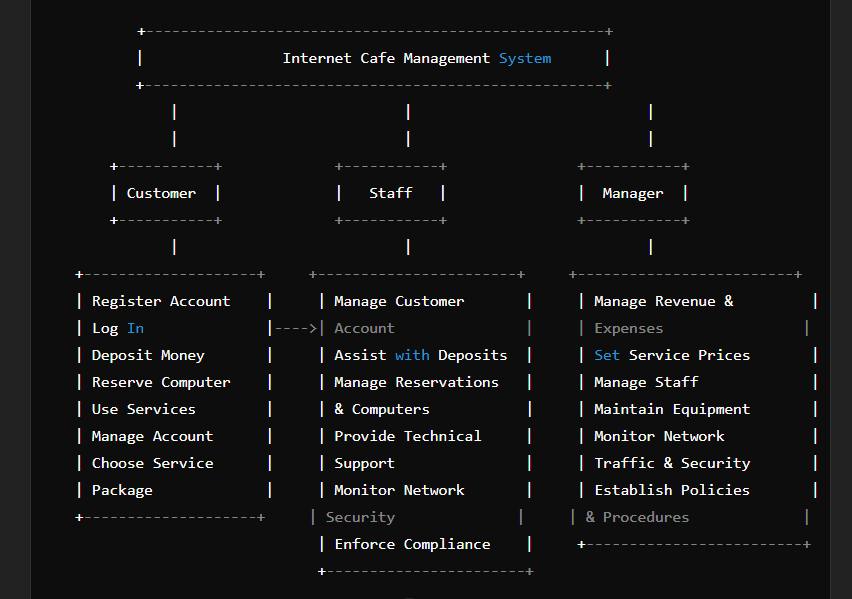 +-----------------------------------------------------+
|                Internet Cafe Management System      |
+-----------------------------------------------------+
    |                          |                           |
    |                          |                           |
+-----------+             +-----------+               +-----------+
| Customer  |             |   Staff   |               |  Manager  |
+-----------+             +-----------+               +-----------+
       |                          |                           |
+--------------------+     +------------------------+     +-------------------------+
| Register Account    |     | Manage Customer       |     | Manage Revenue &         |
| Log In              |---->| Account               |     | Expenses                |
| Deposit Money       |     | Assist with Deposits  |     | Set Service Prices       |
| Reserve Computer    |     | Manage Reservations   |     | Manage Staff             |
| Use Services        |     | & Computers           |     | Maintain Equipment       |
| Manage Account      |     | Provide Technical     |     | Monitor Network          |
| Choose Service      |     | Support               |     | Traffic & Security       |
| Package             |     | Monitor Network       |     | Establish Policies       |
+--------------------+     | Security              |     | & Procedures             |
                            | Enforce Compliance    |     +-------------------------+
                            +-----------------------+